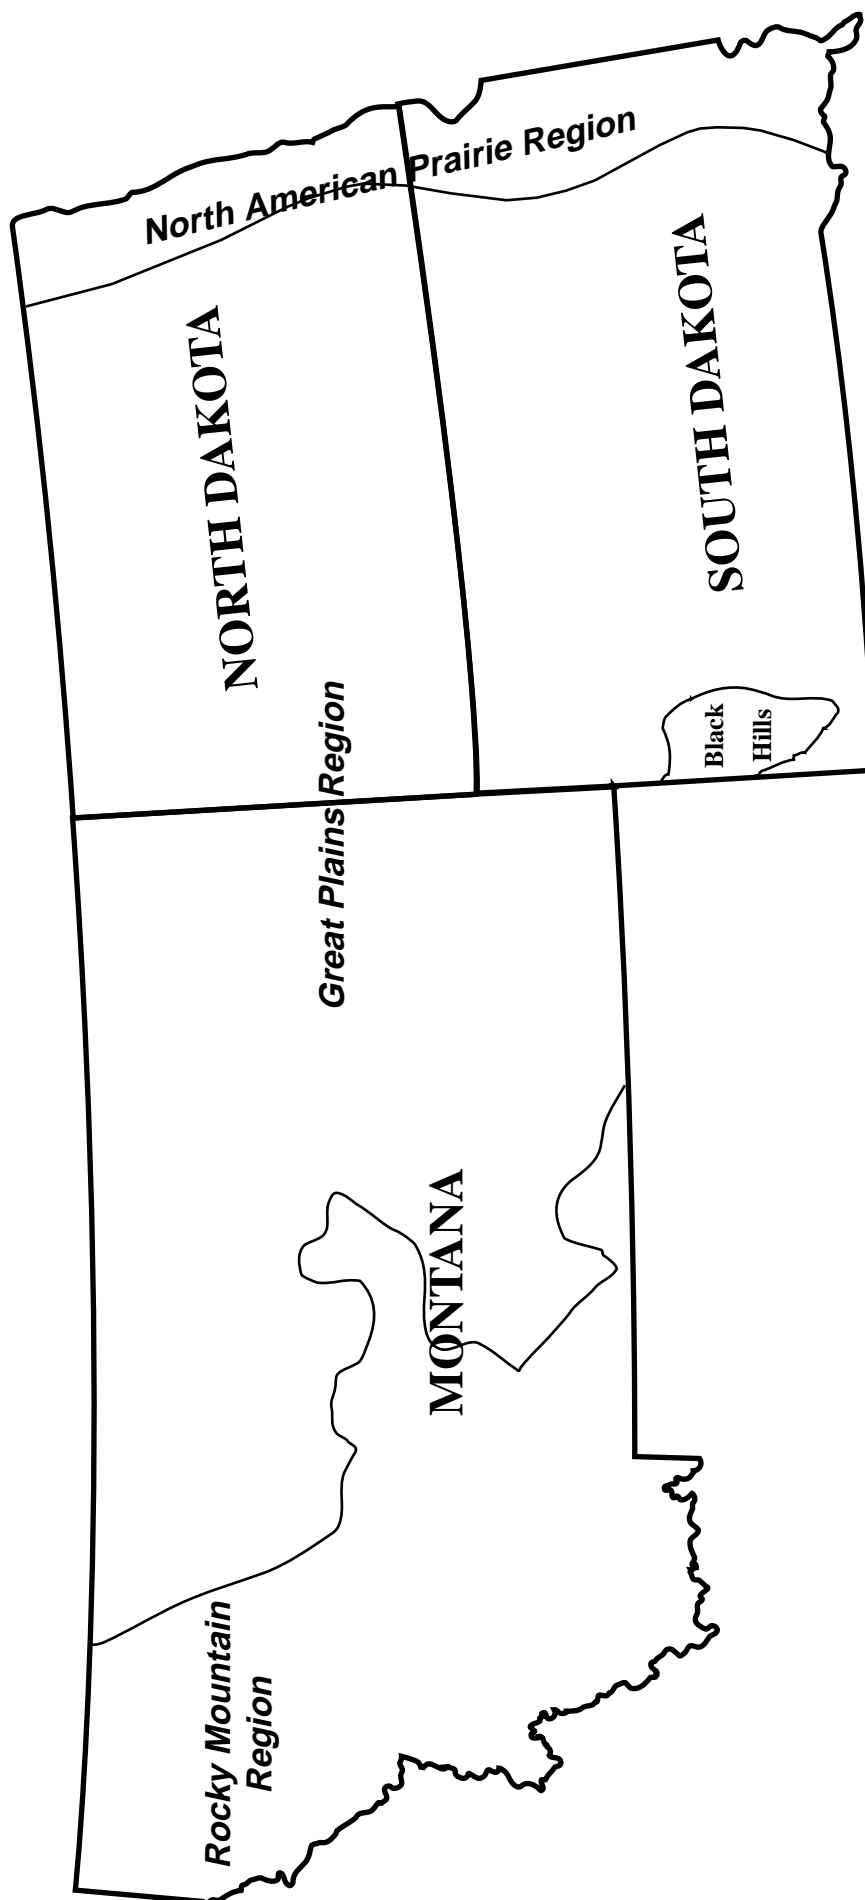 Rocky Mountain
Region
MONTANA
Great Plains Region
NORTH DAKOTA
North American Prairie Region
SOUTH DAKOTA
Black
Hills